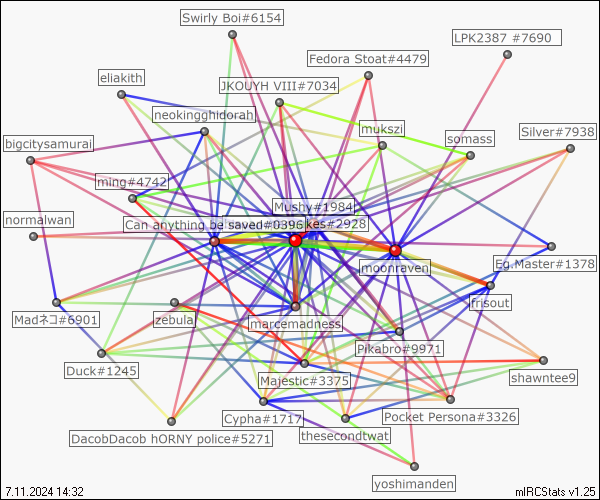 Swirly Boi#6154
LPK2387 #7690
Fedora Stoat#4479
eliakith
JKOUYH VIII#7034
neokingghidorah
mukszi
Silver#7938
somass
bigcitysamurai
ming#4742
Mushy#1984
normalwan
Can anything be saved#0396
kes#2928
moonraven
Eg.Master#1378
frisout
Madネコ#6901
zebula
marcemadness
Pikabro#9971
Duck#1245
Majestic#3375
shawntee9
Cypha#1717
Pocket Persona#3326
DacobDacob hORNY police#5271
thesecondtwat
yoshimanden
7.11.2024 14:32
mIRCStats v1.25